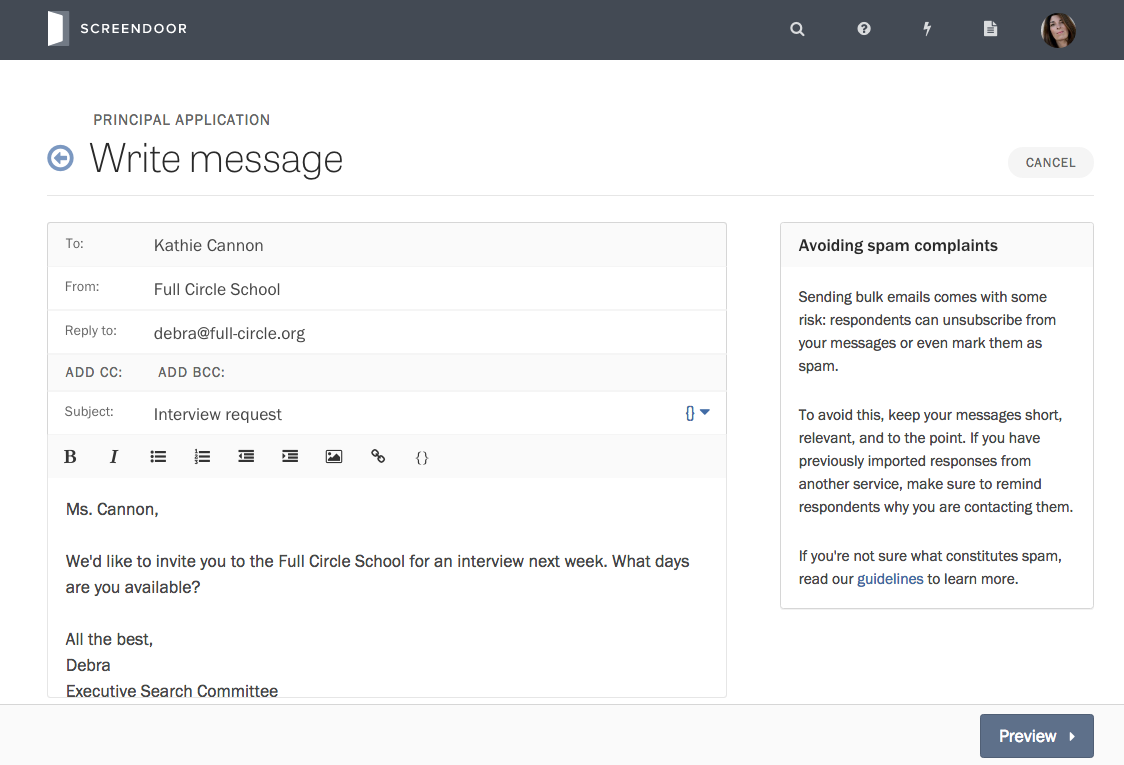 SCREENDOOR
PRINCIPAL APPLICATION
Write message
CANCEL
To: Kathie Cannon
From: Full Circle School
Reply to: debra@full-circle.org
ADD CC: ADD BCC:
Subject: Interview request {}
B I {}
Ms. Cannon,
We'd like to invite you to the Full Circle School for an interview next week. What days
are you available?
All the best,
Debra
Executive Search Committee
Avoiding spam complaints
Sending bulk emails comes with some
risk: respondents can unsubscribe from
your messages or even mark them as
spam.
To avoid this, keep your messages short,
relevant, and to the point. If you have
previously imported responses from
another service, make sure to remind
respondents why you are contacting them.
If you're not sure what constitutes spam,
read our guidelines to learn more.
Preview